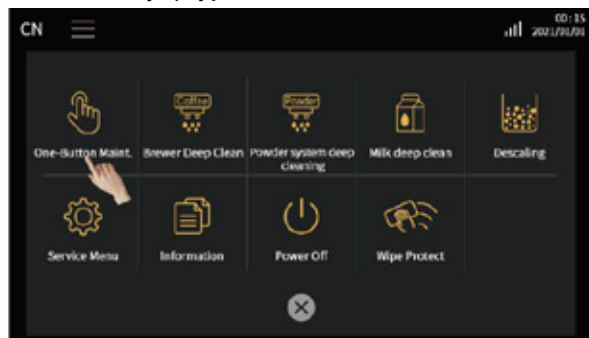 CN
00:15
2021/01/01
Coffee
Powder
One-Button Maint.
Brewer Deep Clean
Powder system deep
cleaning
Milk deep clean
Descaling
Service Menu
Information
Power Off
Wipe Protect